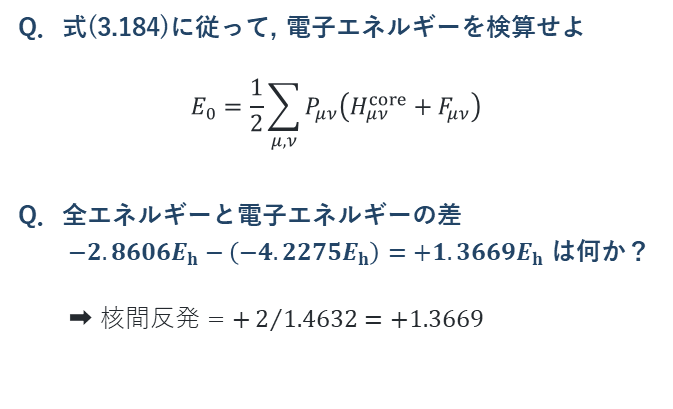 Q. 式(3.184)に従って, 電子エネルギーを検算せよ
E₀ = 1/2 ∑_{μ,ν} P_{μν}(H_{μν}^{core} + F_{μν})
Q. 全エネルギーと電子エネルギーの差
−2.8606E_h − (−4.2275E_h) = +1.3669E_h は何か？
➡ 核間反発 = + 2/1.4632 = +1.3669